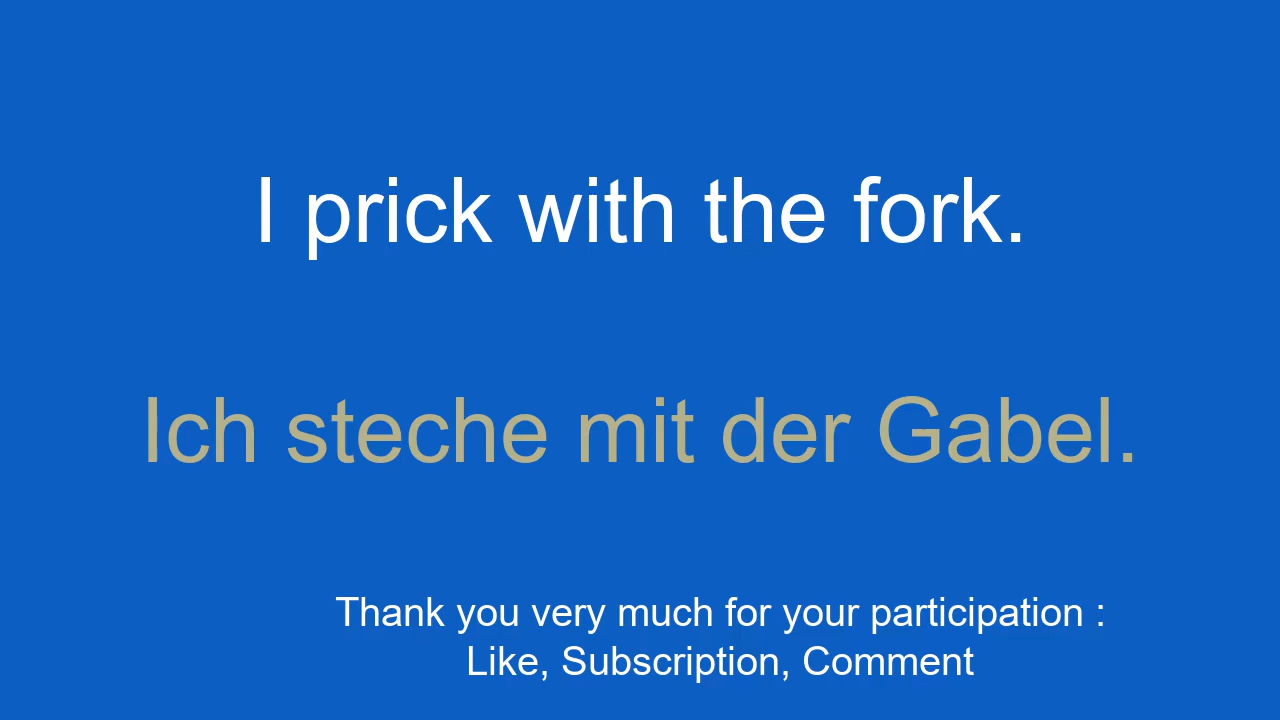 I prick with the fork.
Ich steche mit der Gabel.
Thank you very much for your participation :
Like, Subscription, Comment